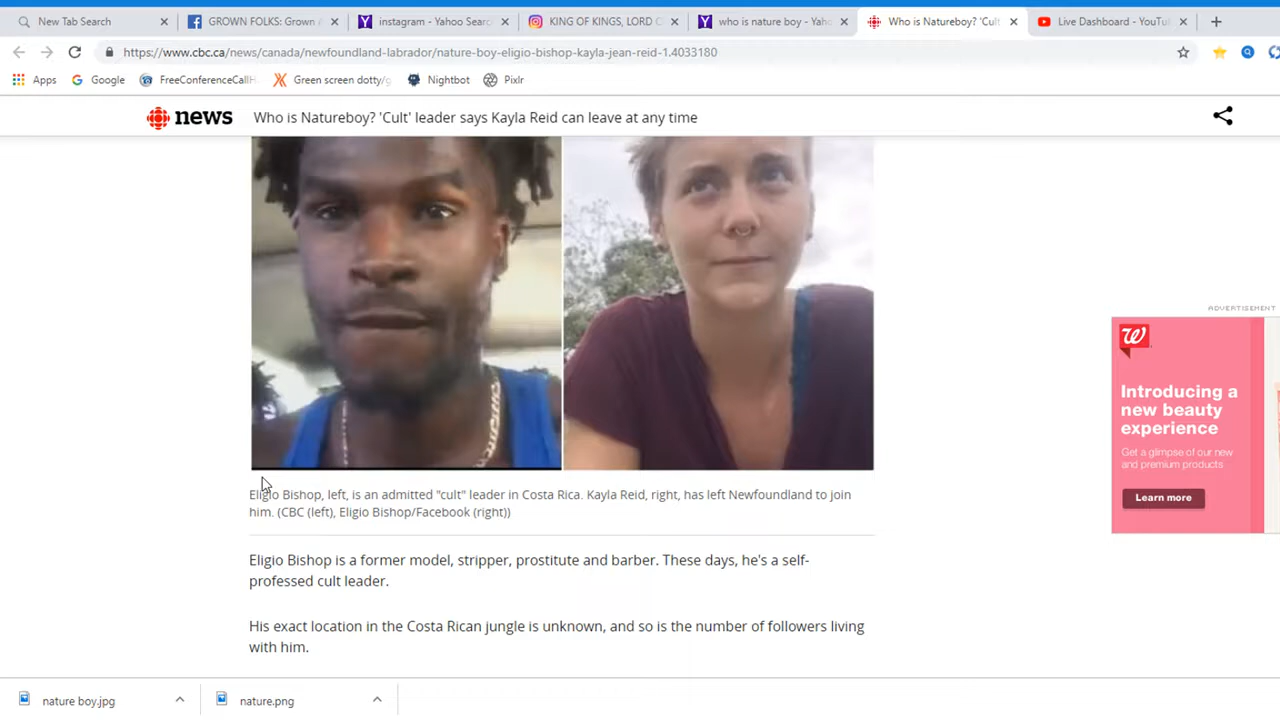 New Tab Search
GROWN FOLKS: Grown
instagram - Yahoo Searc
KING OF KINGS, LORD
who is nature boy - Yah
Who is Natureboy? 'Cult'
Live Dashboard - YouTu
https://www.cbc.ca/news/canada/newfoundland-labrador/nature-boy-eligio-bishop-kayla-jean-reid-1.4033180
Apps
Google
FreeConferenceCallH
Green screen dotty/g
Nightbot
Pixlr
news
Who is Natureboy? 'Cult' leader says Kayla Reid can leave at any time
Eligio Bishop, left, is an admitted "cult" leader in Costa Rica. Kayla Reid, right, has left Newfoundland to join
him. (CBC (left), Eligio Bishop/Facebook (right))
Eligio Bishop is a former model, stripper, prostitute and barber. These days, he's a self-
professed cult leader.
His exact location in the Costa Rican jungle is unknown, and so is the number of followers living
with him.
ADVERTISEMENT
W
Introducing a
new beauty
experience
Get a glimpse of our new
and premium products
Learn more
nature boy.jpg
nature.png